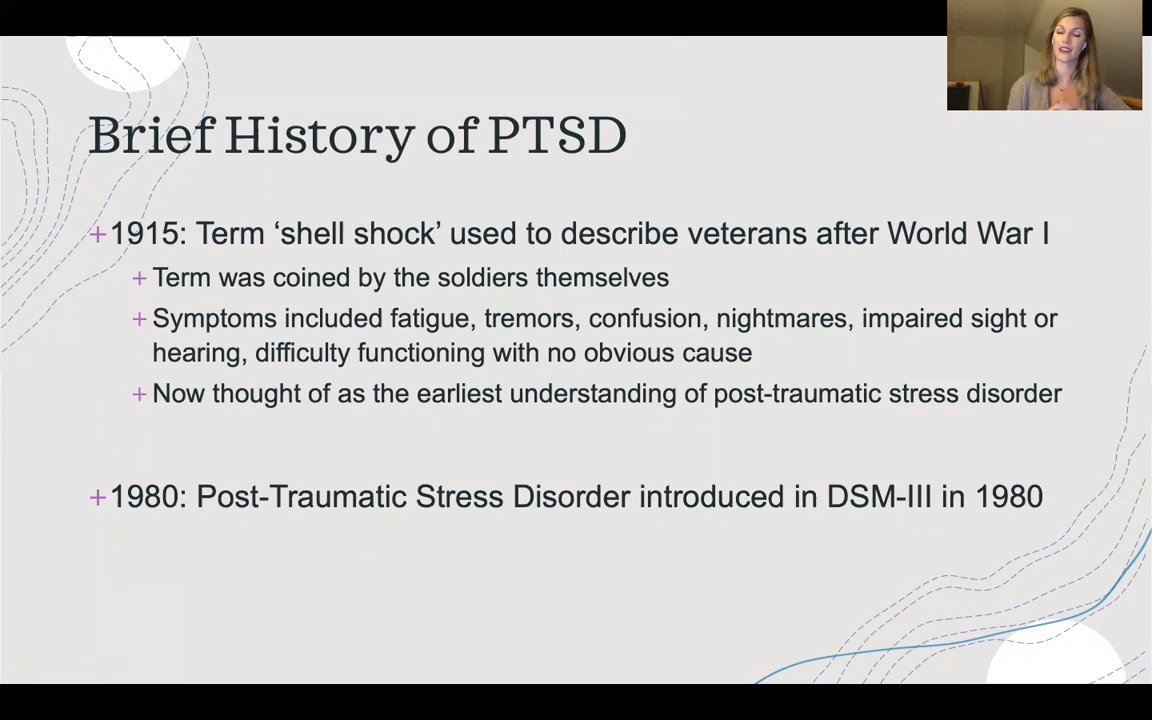 Brief History of PTSD
+1915: Term ‘shell shock’ used to describe veterans after World War I
+Term was coined by the soldiers themselves
+Symptoms included fatigue, tremors, confusion, nightmares, impaired sight or
hearing, difficulty functioning with no obvious cause
+Now thought of as the earliest understanding of post-traumatic stress disorder
+1980: Post-Traumatic Stress Disorder introduced in DSM-III in 1980